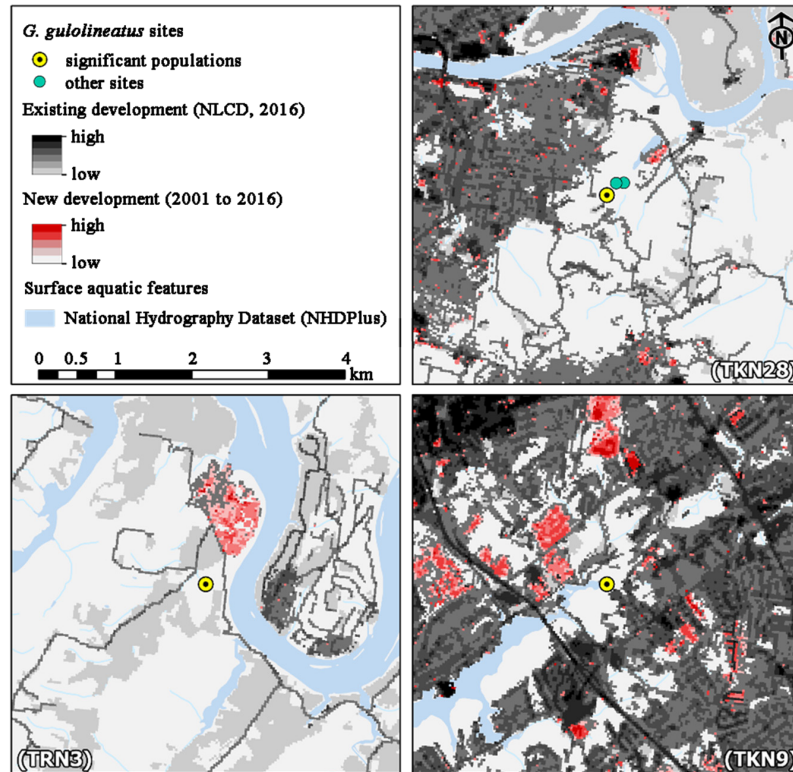 G. gulolineatus sites
significant populations
other sites
Existing development (NLCD, 2016)
high
low
New development (2001 to 2016)
high
low
Surface aquatic features
National Hydrography Dataset (NHDPlus)
0 0.5 1 2 3 4
km
N
(TKN28)
(TRN3)
(TKN9)